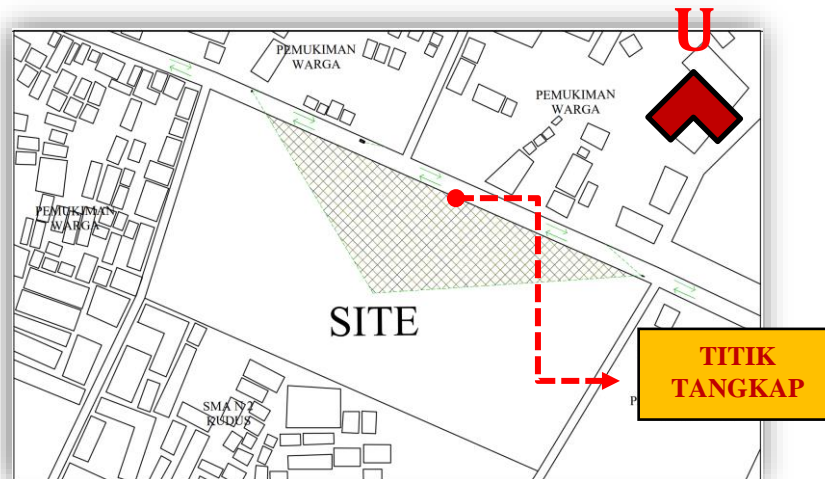 U
PEMUKIMAN
WARGA
PEMUKIMAN
WARGA
PEMUKIMAN
WARGA
SITE
TITIK
TANGKAP
SMA N 2
KUDUS
P